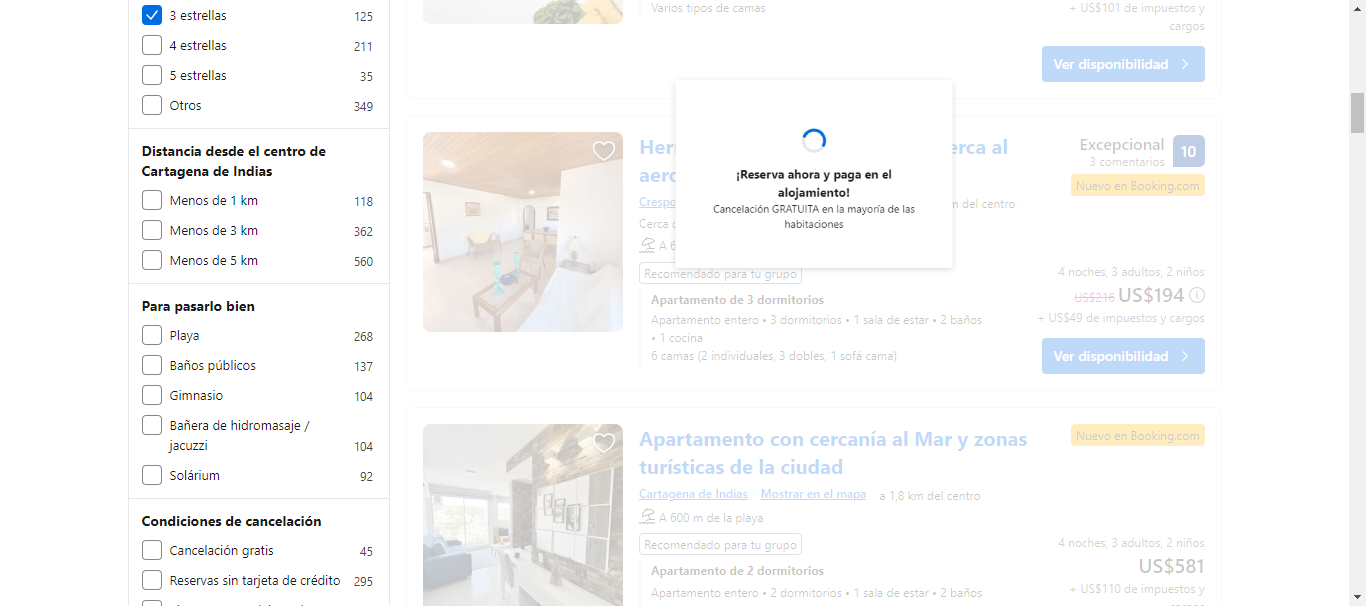 3 estrellas 125
4 estrellas 211
5 estrellas 35
Otros 349
Distancia desde el centro de
Cartagena de Indias
Menos de 1 km 118
Menos de 3 km 362
Menos de 5 km 560
Para pasarlo bien
Playa 268
Baños públicos 137
Gimnasio 104
Bañera de hidromasaje /
jacuzzi 104
Solárium 92
Condiciones de cancelación
Cancelación gratis 45
Reservas sin tarjeta de crédito 295
Varios tipos de camas
+ US$101 de impuestos y
cargos
Ver disponibilidad
¡Reserva ahora y paga en el
alojamiento!
Cancelación GRATUITA en la mayoría de las
habitaciones
erca al
Crespo
del centro
Cerca
A 6
Excepcional 10
3 comentarios
Nuevo en Booking.com
Recomendado para tu grupo
Apartamento de 3 dormitorios
Apartamento entero • 3 dormitorios • 1 sala de estar • 2 baños
• 1 cocina
6 camas (2 individuales, 3 dobles, 1 sofá cama)
4 noches, 3 adultos, 2 niños
US$216 US$194
+ US$49 de impuestos y cargos
Ver disponibilidad
Apartamento con cercanía al Mar y zonas
turísticas de la ciudad
Nuevo en Booking.com
Cartagena de Indias Mostrar en el mapa a 1,8 km del centro
A 600 m de la playa
Recomendado para tu grupo
Apartamento de 2 dormitorios
Apartamento entero • 2 dormitorios • 1 sala de estar • 2 baños
4 noches, 3 adultos, 2 niños
US$581
+ US$110 de impuestos y